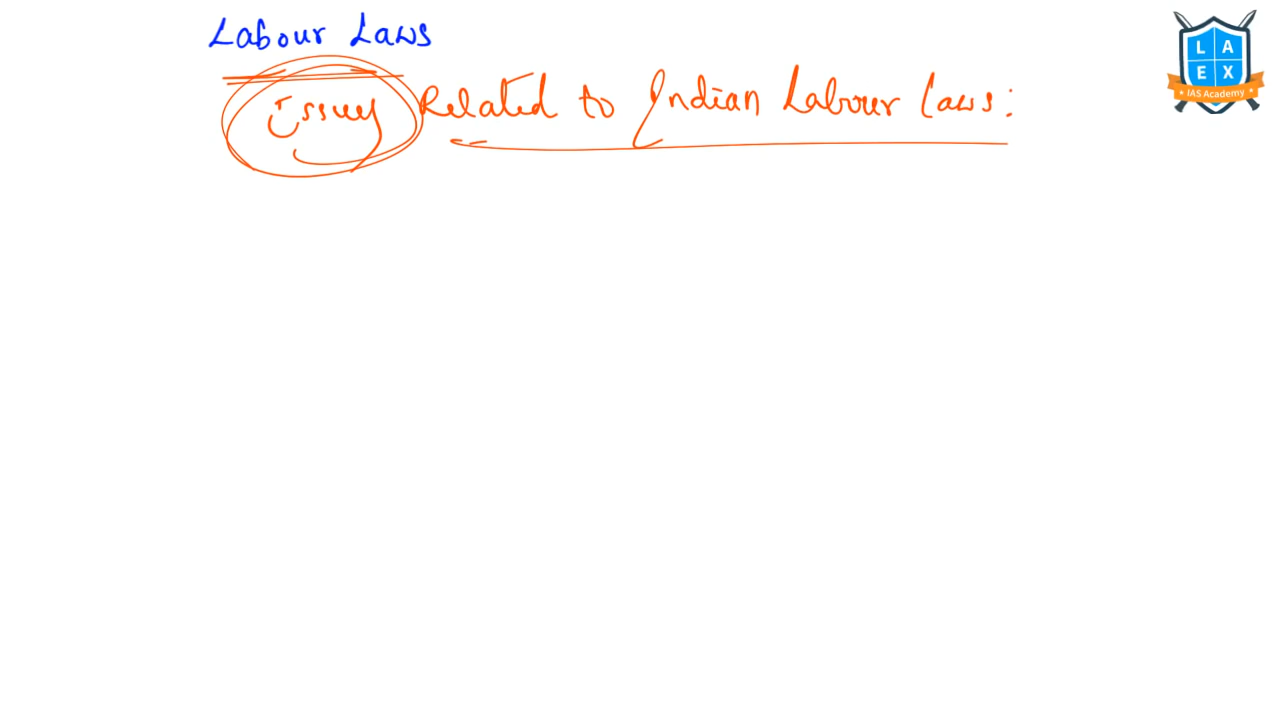 Labour Laws
Issues Related to Indian Labour Laws:
L A
E X
IAS Academy